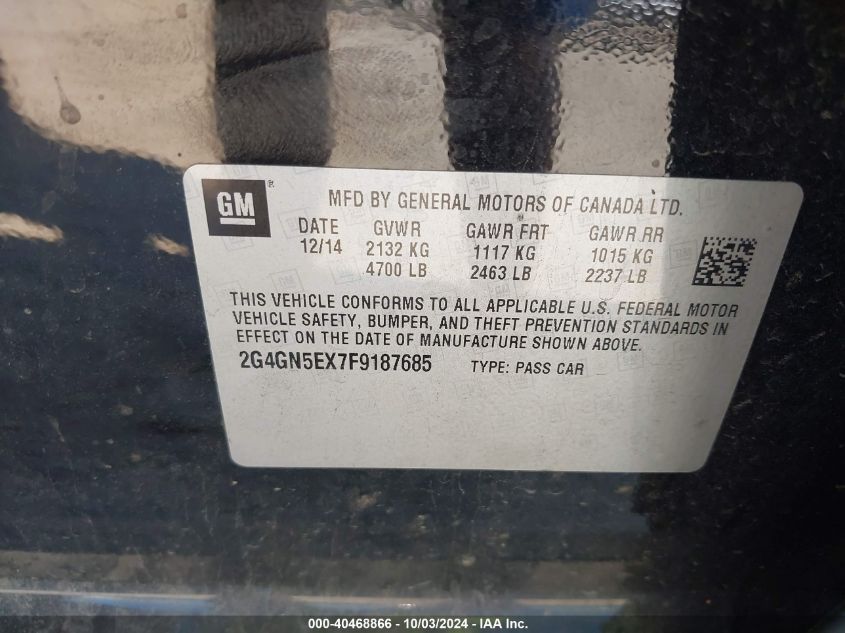 GM ®
MFD BY GENERAL MOTORS OF CANADA LTD.
DATE GVWR GAWR FRT GAWR RR
12/14 2132 KG 1117 KG 1015 KG
4700 LB 2463 LB 2237 LB
THIS VEHICLE CONFORMS TO ALL APPLICABLE U.S. FEDERAL MOTOR
VEHICLE SAFETY, BUMPER, AND THEFT PREVENTION STANDARDS IN
EFFECT ON THE DATE OF MANUFACTURE SHOWN ABOVE.
2G4GN5EX7F9187685 TYPE: PASS CAR
000-40468866 - 10/03/2024 - IAA Inc.